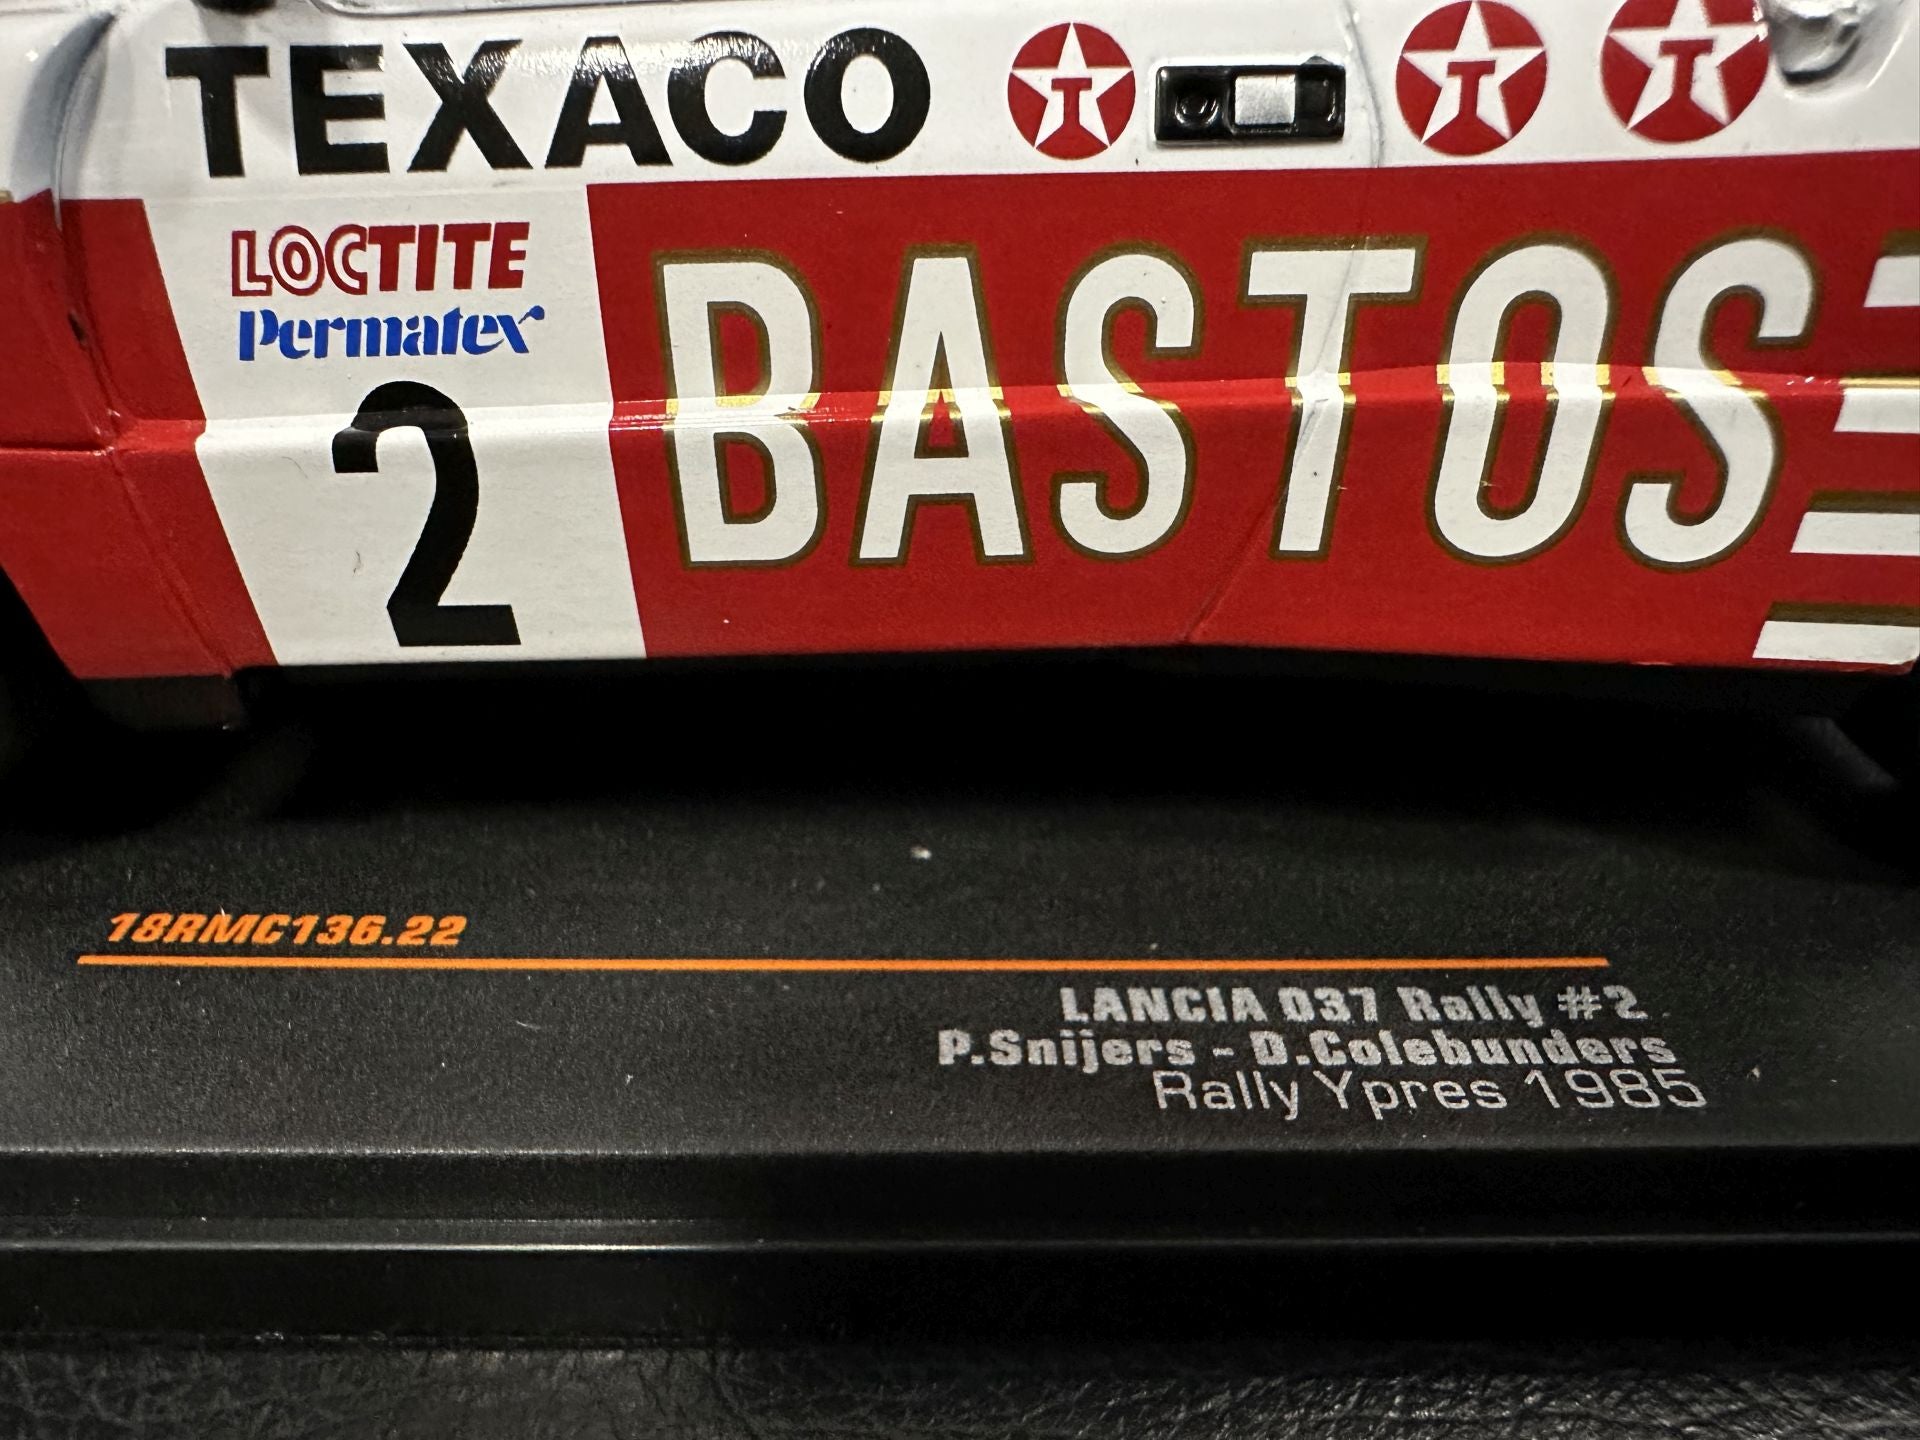 TEXACO T T T
LOCTITE
Permatex
2
BASTOS
18RMC136.22
LANCIA 037 Rally #2
P.Snijers - D.Colebunders
Rally Ypres 1985